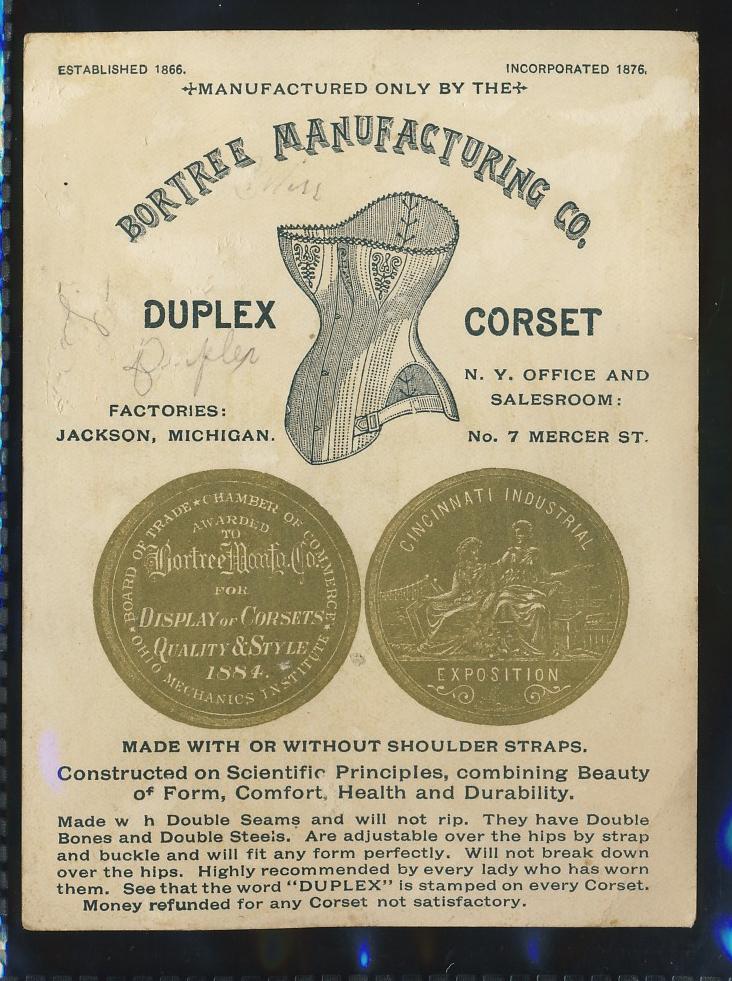 ESTABLISHED 1866. INCORPORATED 1876.
MANUFACTURED ONLY BY THE
BORTREE MANUFACTURING CO.
DUPLEX CORSET
Duplex
N. Y. OFFICE AND
SALESROOM:
FACTORIES:
JACKSON, MICHIGAN. No. 7 MERCER ST.
BOARD OF TRADE ★ CHAMBER OF COMMERCE ★ OHIO MECHANICS INSTITUTE ★
AWARDED
TO
Bortree Manfg. Co.
FOR
DISPLAY OF CORSETS
QUALITY & STYLE
1884.
CINCINNATI INDUSTRIAL
EXPOSITION
MADE WITH OR WITHOUT SHOULDER STRAPS.
Constructed on Scientific Principles, combining Beauty
of Form, Comfort, Health and Durability.
Made w h Double Seams and will not rip. They have Double
Bones and Double Steels. Are adjustable over the hips by strap
and buckle and will fit any form perfectly. Will not break down
over the hips. Highly recommended by every lady who has worn
them. See that the word "DUPLEX" is stamped on every Corset.
Money refunded for any Corset not satisfactory.